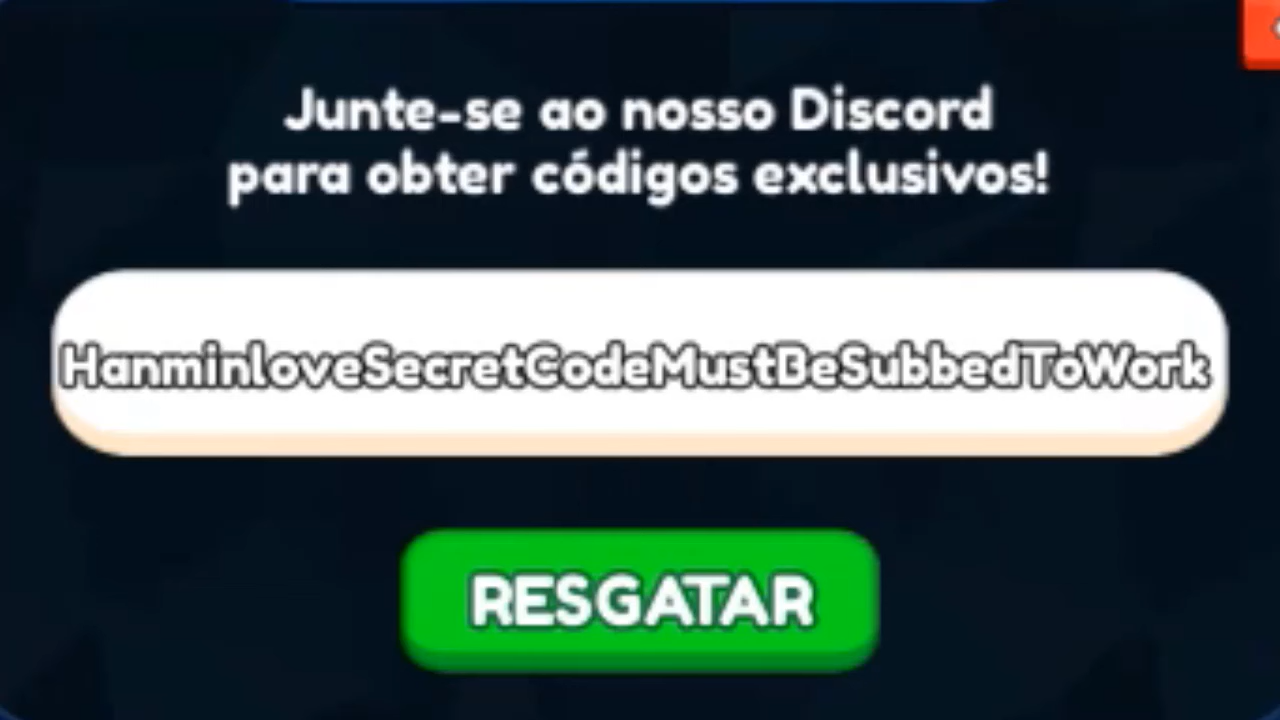 Junte-se ao nosso Discord
para obter códigos exclusivos!
HanminloveSecretCodeMustBeSubbedToWork
RESGATAR